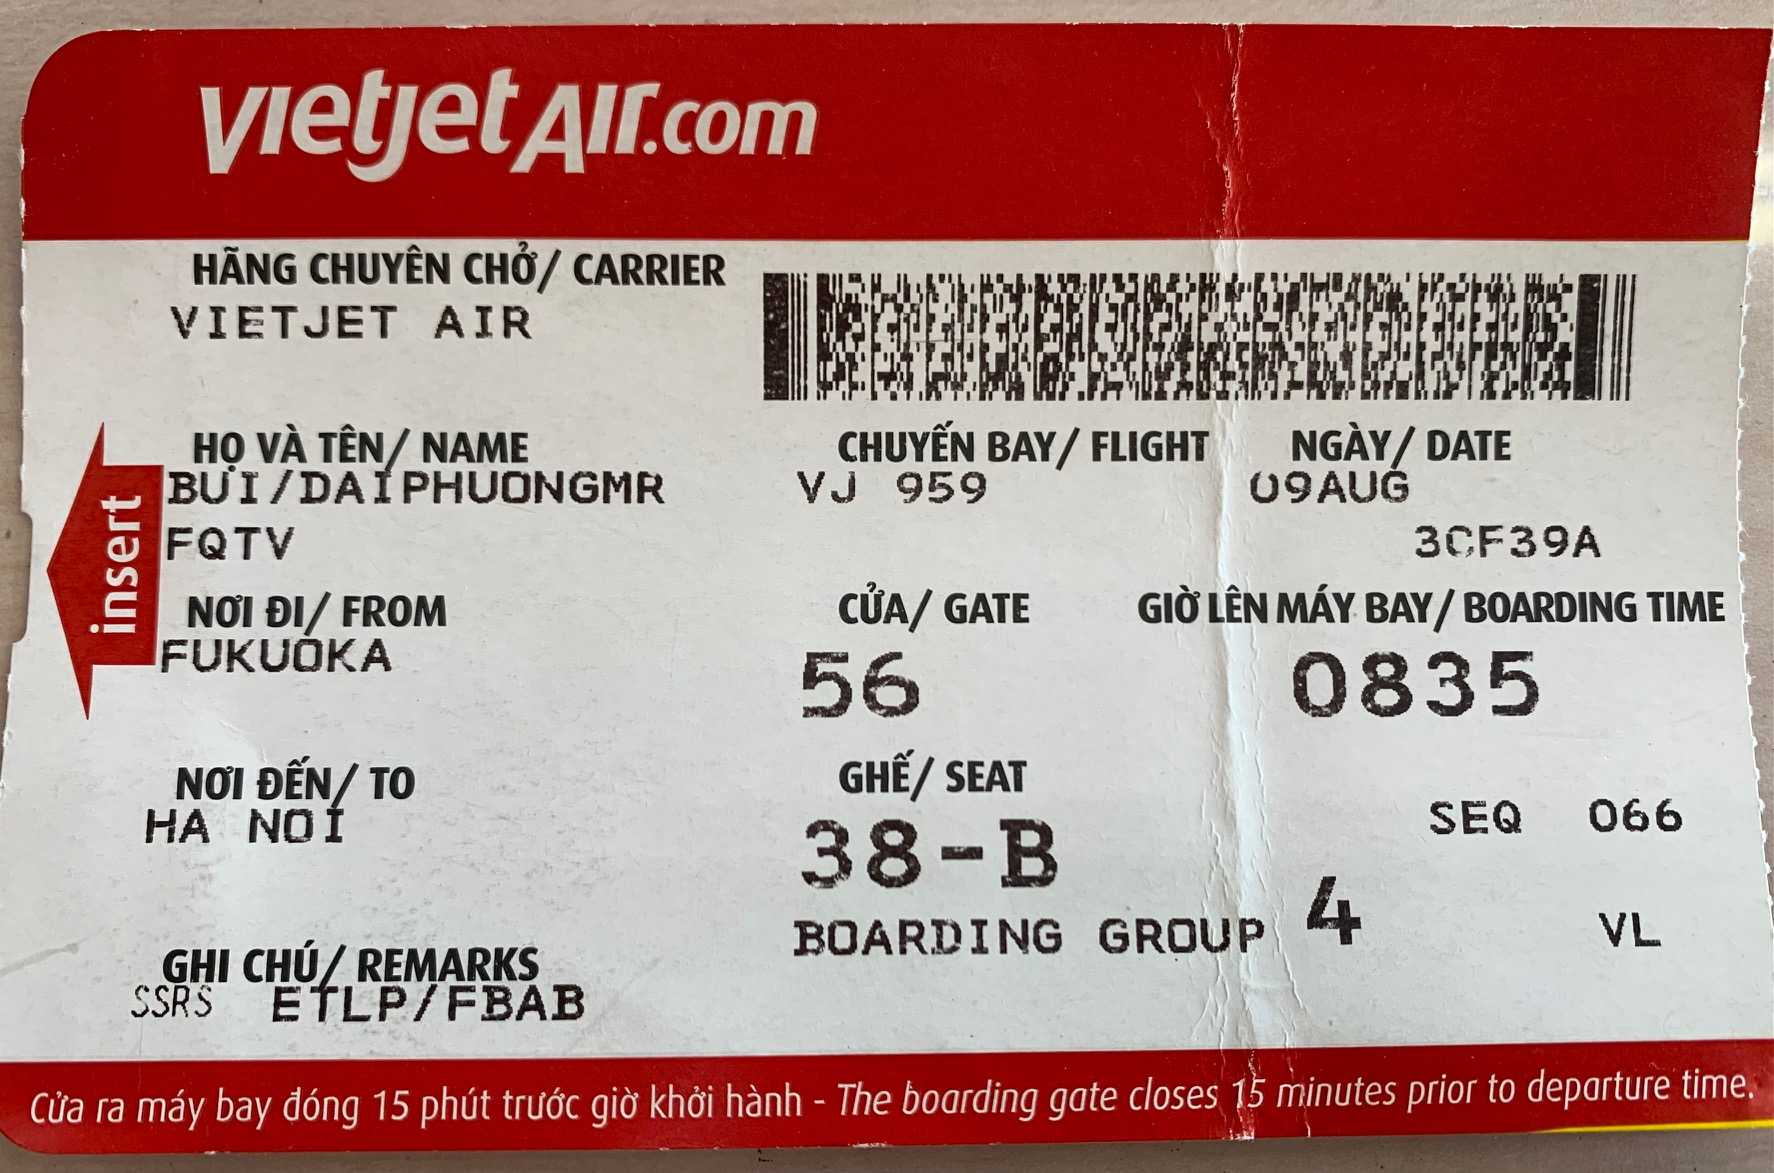 vietjetAir.com
HÃNG CHUYÊN CHỞ/ CARRIER
VIETJET AIR
HỌ VÀ TÊN/ NAME
BUI/DAIPHUONGMR
FQTV
CHUYẾN BAY/ FLIGHT
VJ 959
NGÀY/ DATE
09AUG
3CF39A
insert
NƠI ĐI/ FROM
FUKUOKA
CỬA/ GATE
56
GIỜ LÊN MÁY BAY/ BOARDING TIME
0835
NƠI ĐẾN/ TO
HA NOI
GHẾ/ SEAT
38-B
SEQ 066
BOARDING GROUP 4
VL
GHI CHÚ/ REMARKS
SSRS ETLP/FBAB
Cửa ra máy bay đóng 15 phút trước giờ khởi hành - The boarding gate closes 15 minutes prior to departure time.